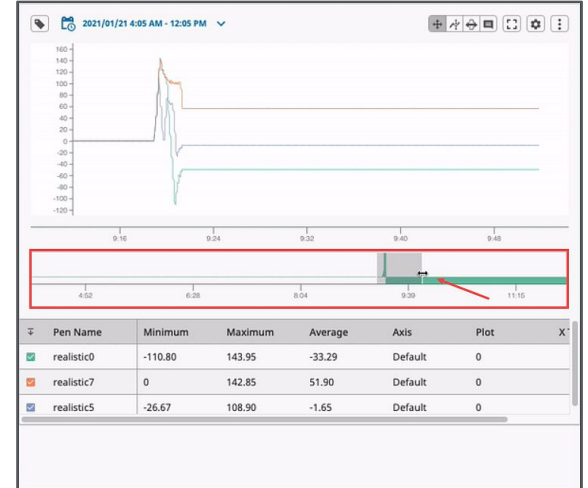 2021/01/21 4:05 AM - 12:05 PM
160
140
120
100
80
60
40
20
0
-20
-40
-60
-80
-100
-120
9:16 9:24 9:32 9:40 9:48
4:52 6:28 8:04 9:39 11:15
Pen Name Minimum Maximum Average Axis Plot X
realistic0 -110.80 143.95 -33.29 Default 0
realistic7 0 142.85 51.90 Default 0
realistic5 -26.67 108.90 -1.65 Default 0